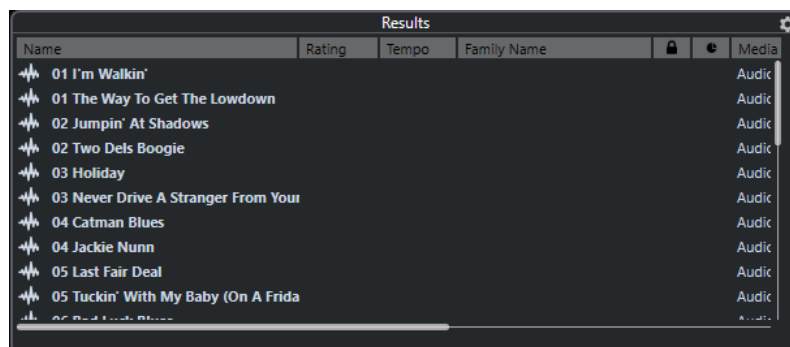 Results
Name Rating Tempo Family Name Media
01 I'm Walkin' Audic
01 The Way To Get The Lowdown Audic
02 Jumpin' At Shadows Audic
02 Two Dels Boogie Audic
03 Holiday Audic
03 Never Drive A Stranger From Your Audic
04 Catman Blues Audic
04 Jackie Nunn Audic
05 Last Fair Deal Audic
05 Tuckin' With My Baby (On A Frida Audic